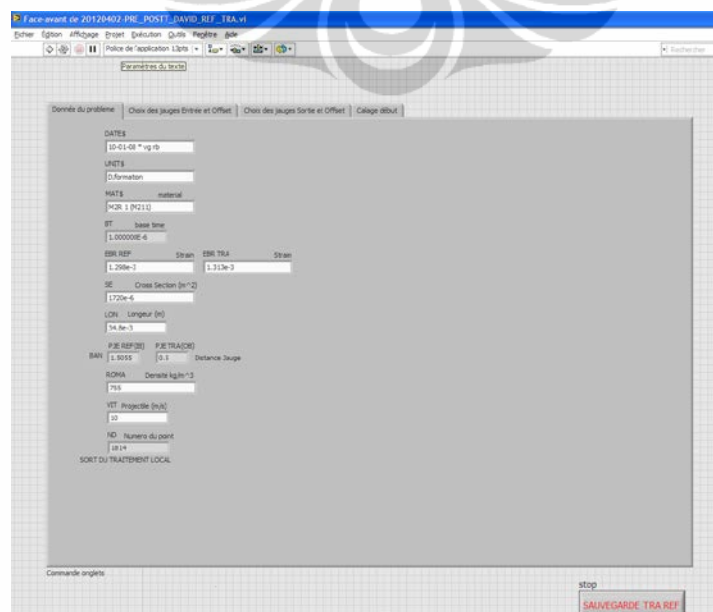 Face-avant de 20120402-PRE_POSTT_DAVID_REF_TRA.vi
Fichier Édition Affichage Projet Exécution Outils Fenêtre Aide
Police de l'application 13pts
Rechercher
Paramètres du texte
Donnés du problème Choix des jauges Entrée et Offset Choix des jauges Sortie et Offset Calage début
DATE$
10-01-08 * vg rb
UNIT$
D.formaton
MAT$ material
M2R 1 (M211)
BT base time
1.000000E-6
EBR REF Strain EBR TRA Strain
1.298e-3 1.313e-3
SE Cross Section (m^2)
1720e-6
LON Longeur (m)
54.8e-3
PJE REF(BE) PJE TRA(DB)
BAN 1.5055 0.1 Distance Jauge
ROMA Densité kg/m^3
755
VIT Projectile (m/s)
10
ND Numero du point
1814
SORT DU TRAITEMENT LOCAL
Commande onglets
stop
SAUVEGARDE TRA REF